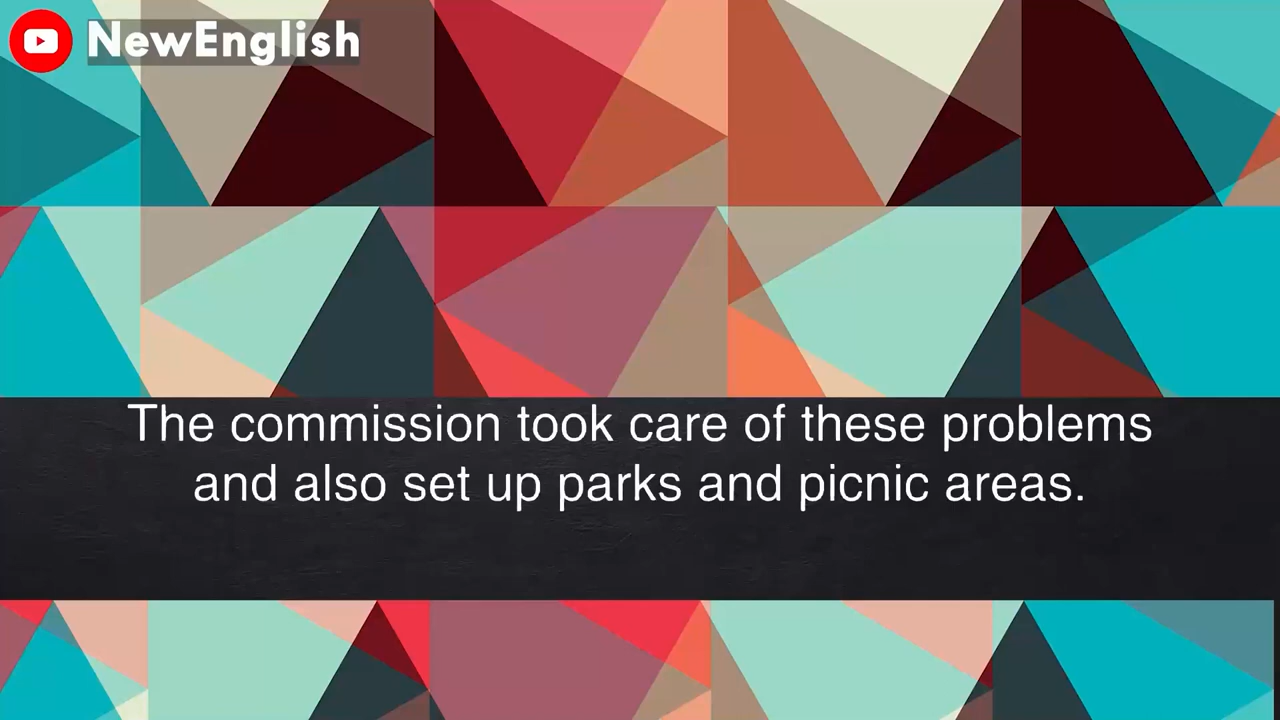 NewEnglish
The commission took care of these problems
and also set up parks and picnic areas.